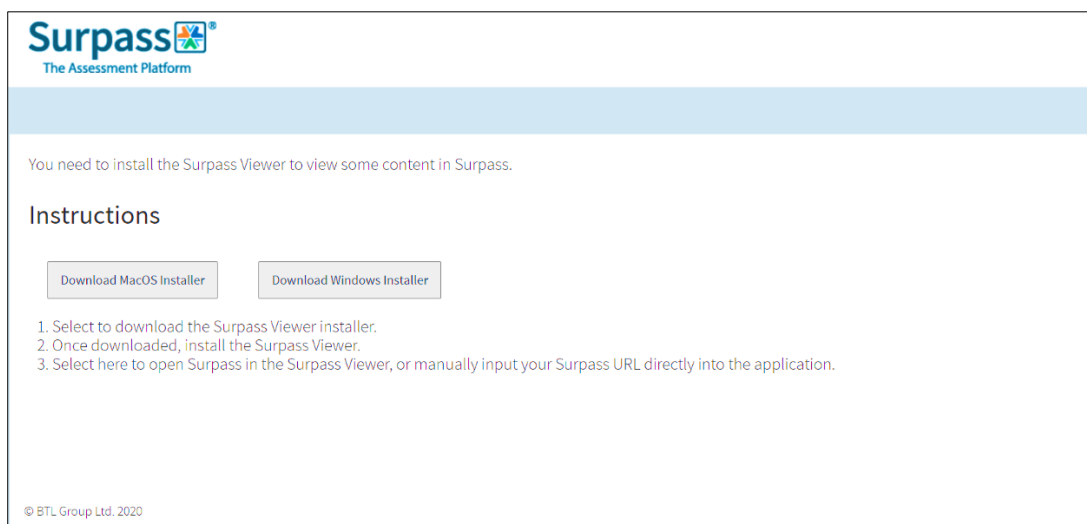 Surpass®
The Assessment Platform
You need to install the Surpass Viewer to view some content in Surpass.
Instructions
Download MacOS Installer
Download Windows Installer
1. Select to download the Surpass Viewer installer.
2. Once downloaded, install the Surpass Viewer.
3. Select here to open Surpass in the Surpass Viewer, or manually input your Surpass URL directly into the application.
© BTL Group Ltd. 2020